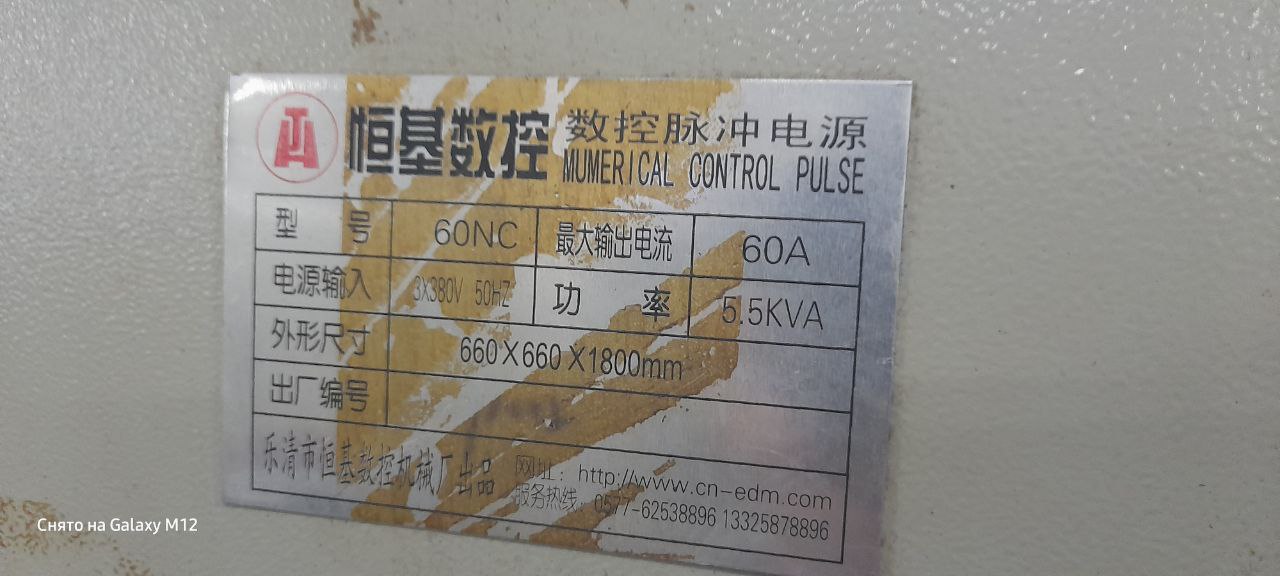 恒基数控 数控脉冲电源
MUMERICAL CONTROL PULSE
型 号 60NC 最大输出电流 60A
电源输入 3X380V 50HZ 功 率 5.5KVA
外形尺寸 660X660X1800mm
出厂编号
乐清市恒基数控机械厂出品 网址：http://www.cn-edm.com
服务热线：0577-62538896 13325878896
Снято на Galaxy M12